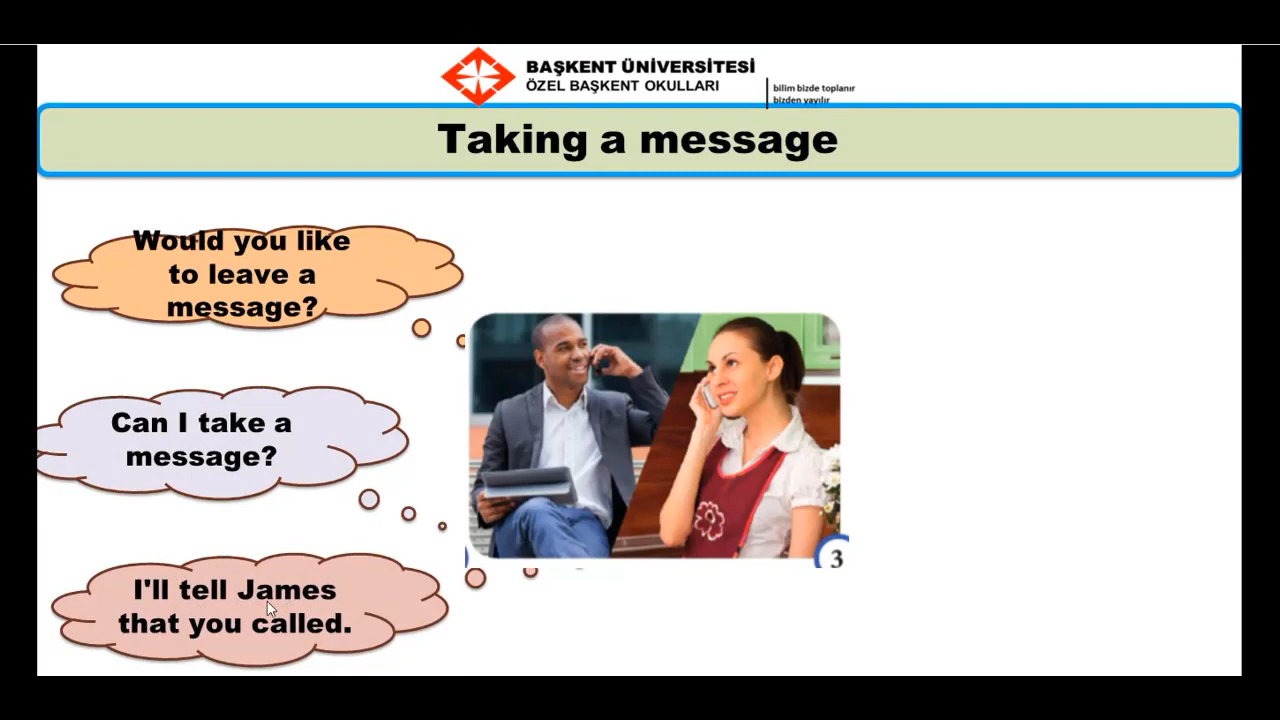 BAŞKENT ÜNİVERSİTESİ
ÖZEL BAŞKENT OKULLARI
bilim bizde toplanır
bizden yayılır
Taking a message
Would you like
to leave a
message?
Can I take a
message?
I'll tell James
that you called.
3